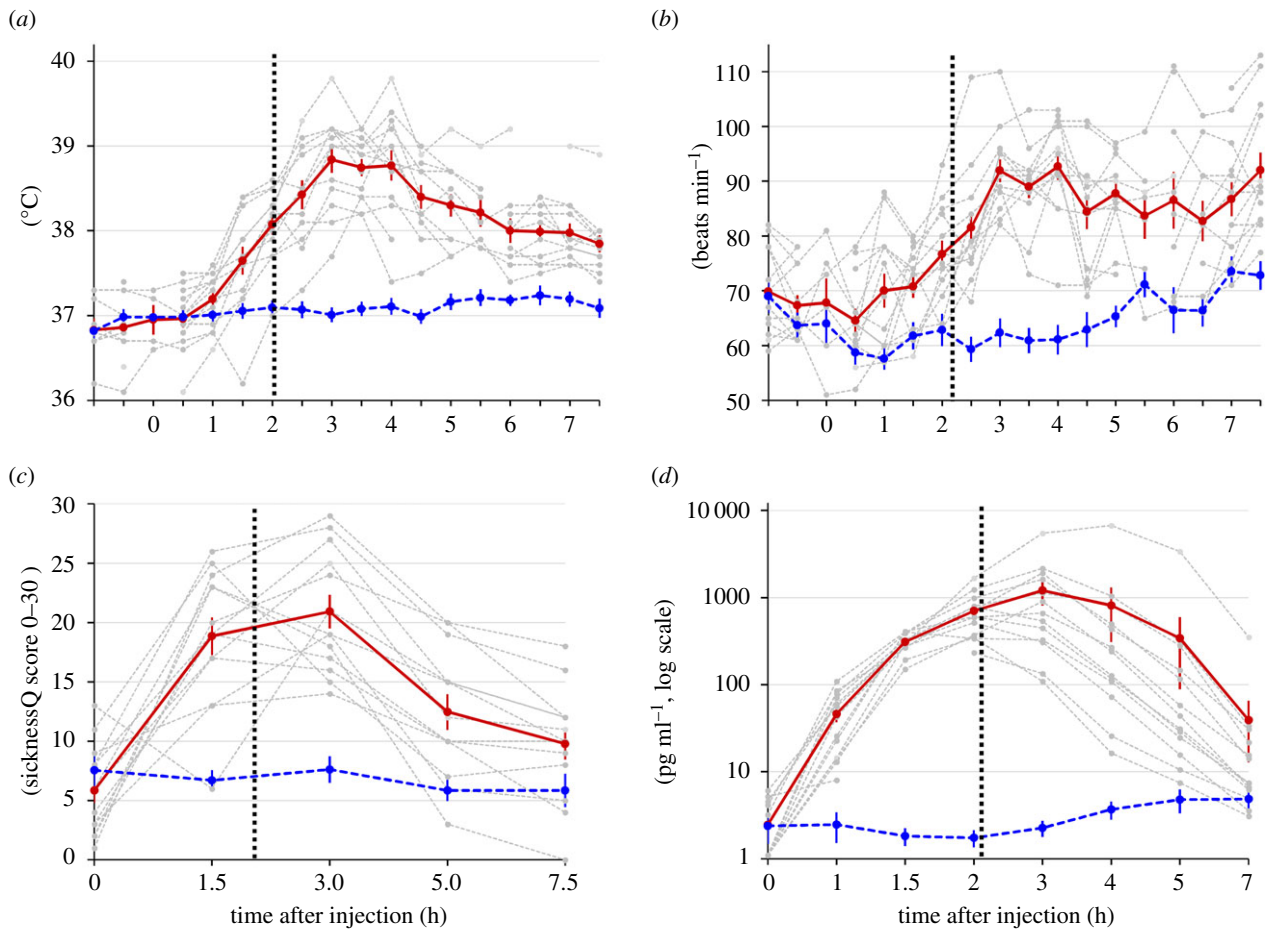 (a)
(°C)
40
39
38
37
36
0 1 2 3 4 5 6 7
(b)
(beats min−1)
110
100
90
80
70
60
50
0 1 2 3 4 5 6 7
(c)
(sicknessQ score 0–30 )
30
25
20
15
10
5
0
0 1.5 3.0 5.0 7.5
time after injection (h)
(d)
(pg ml−1, log scale)
10 000
1000
100
10
1
0 1 1.5 2 3 4 5 7
time after injection (h)